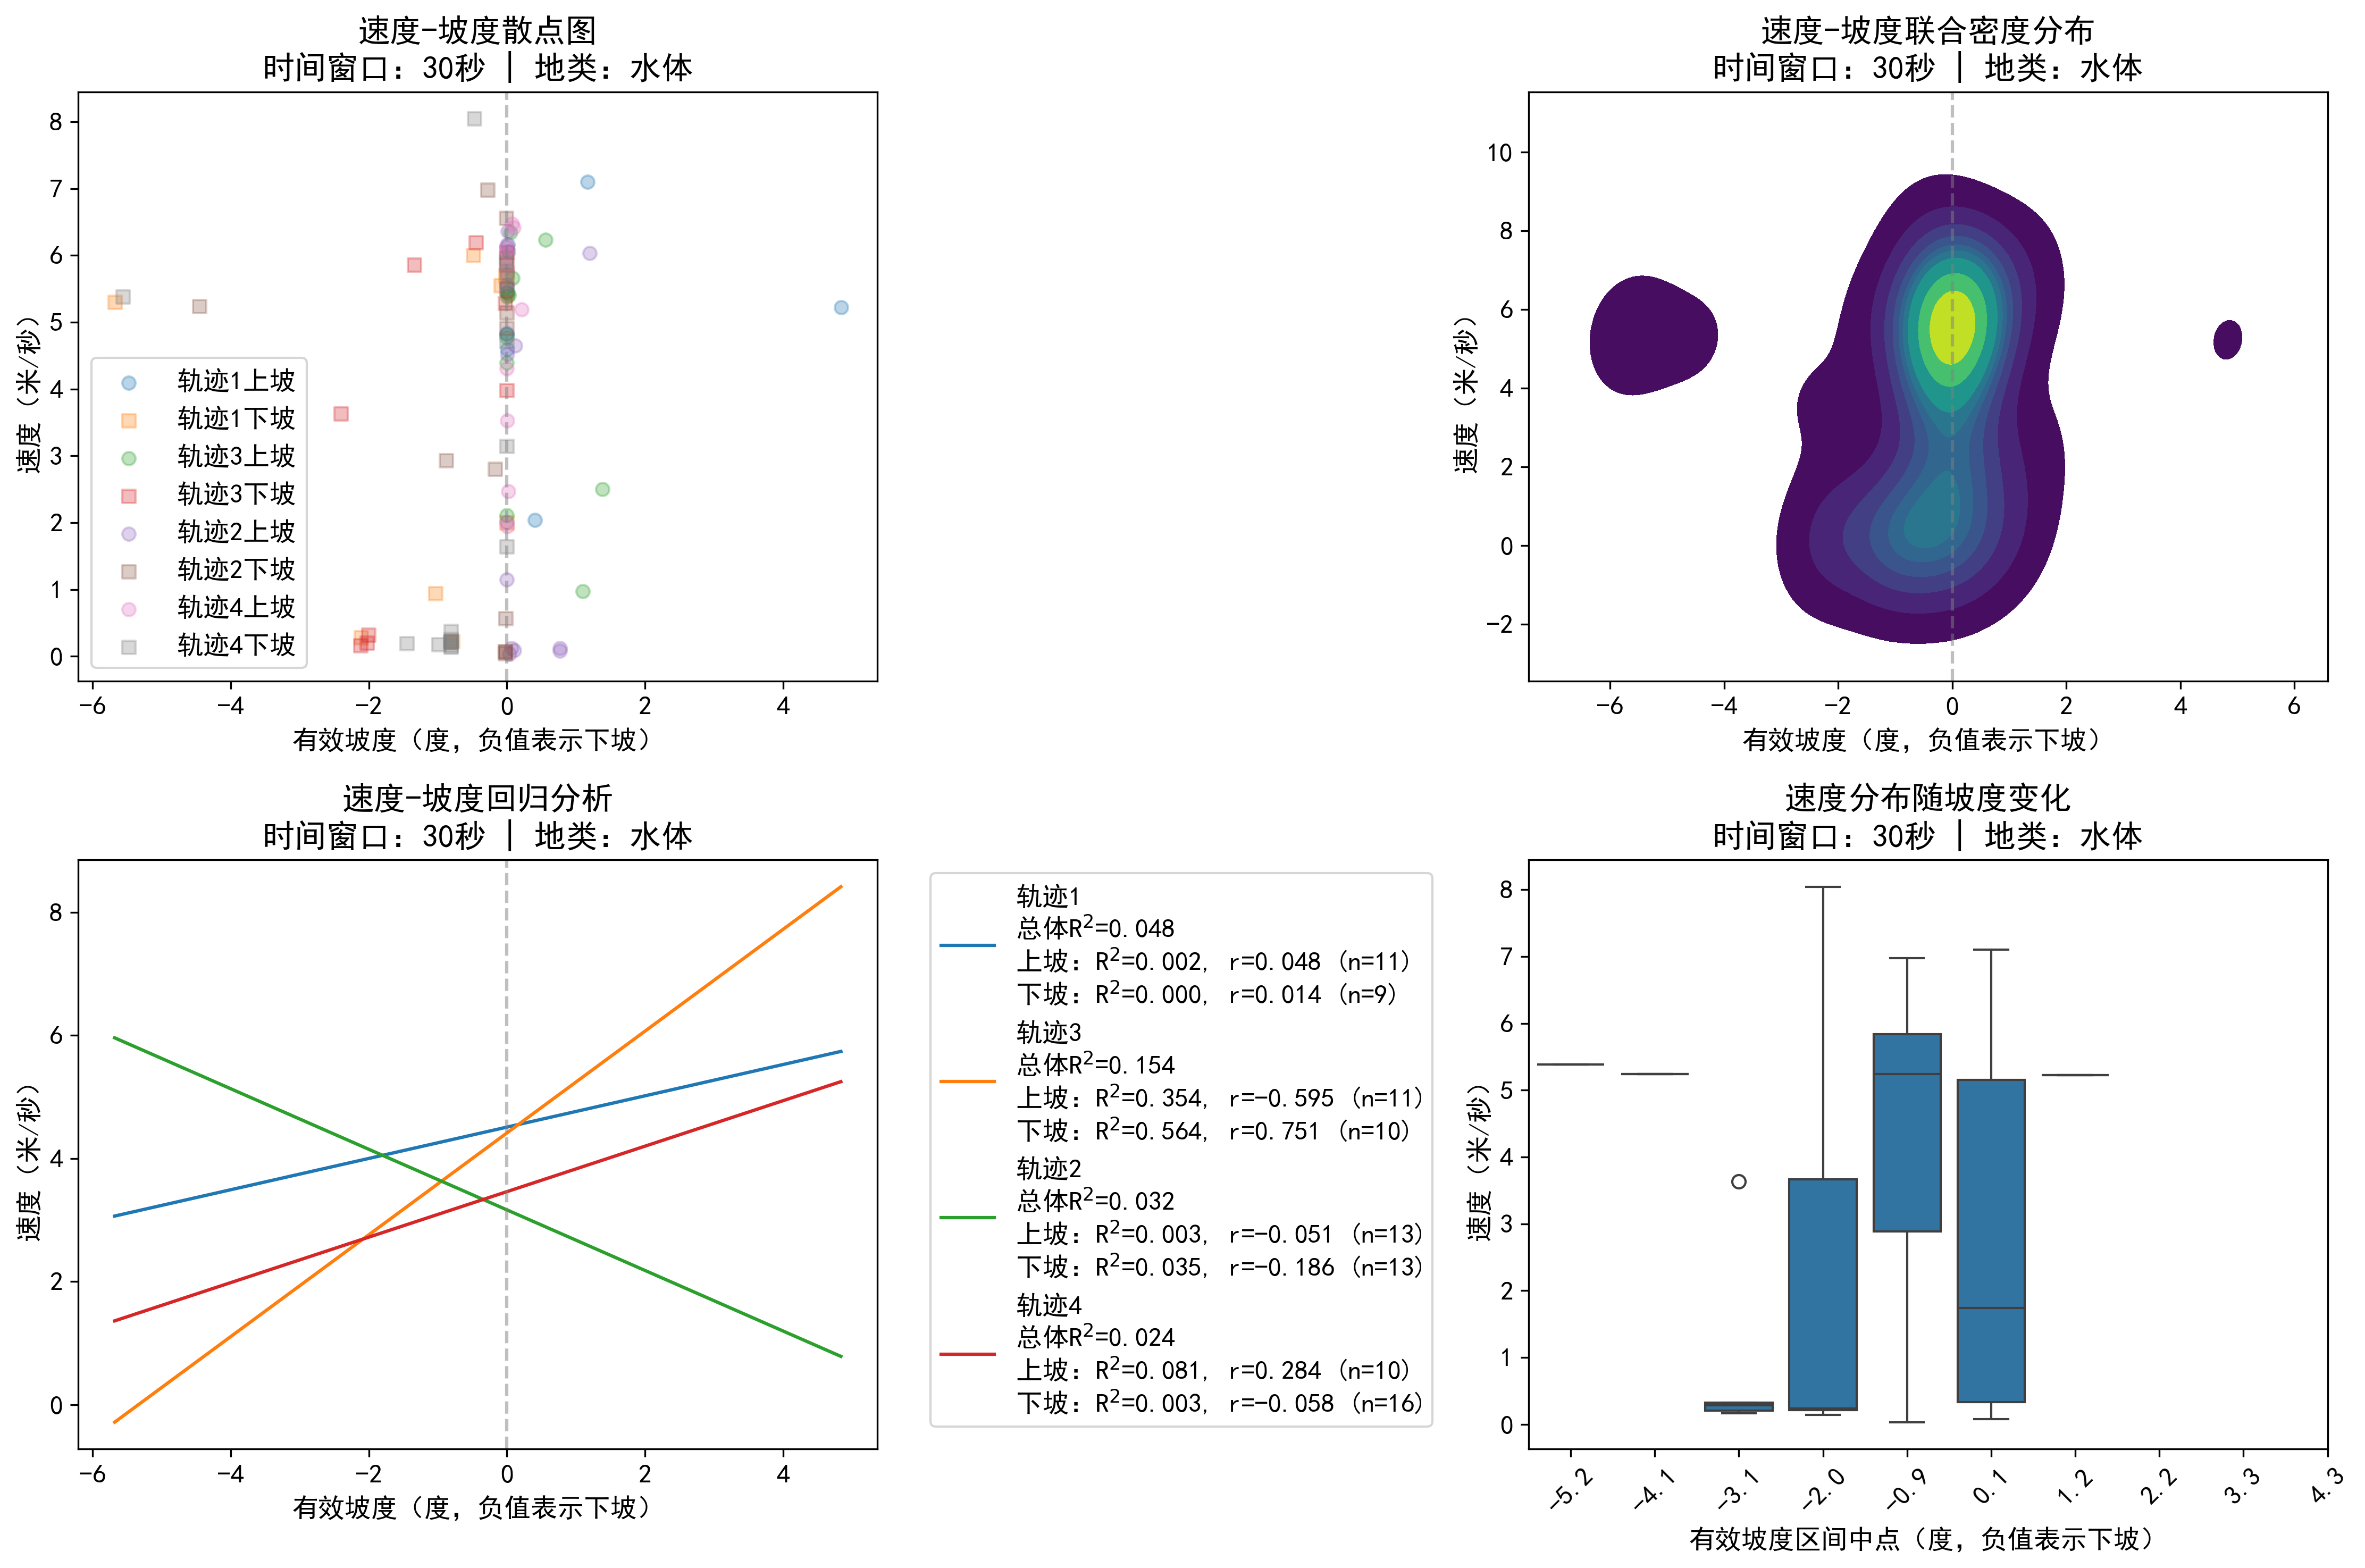 速度-坡度散点图
时间窗口：30秒 | 地类：水体
8
7
6
5
4
3
2
1
0
速度（米/秒）
轨迹1上坡
轨迹1下坡
轨迹3上坡
轨迹3下坡
轨迹2上坡
轨迹2下坡
轨迹4上坡
轨迹4下坡
−6 −4 −2 0 2 4
有效坡度（度，负值表示下坡）
速度-坡度联合密度分布
时间窗口：30秒 | 地类：水体
10
8
6
4
2
0
−2
速度（米/秒）
−6 −4 −2 0 2 4 6
有效坡度（度，负值表示下坡）
速度-坡度回归分析
时间窗口：30秒 | 地类：水体
8
6
4
2
0
速度（米/秒）
−6 −4 −2 0 2 4
有效坡度（度，负值表示下坡）
轨迹1
总体R²=0.048
上坡：R²=0.002, r=0.048 (n=11)
下坡：R²=0.000, r=0.014 (n=9)
轨迹3
总体R²=0.154
上坡：R²=0.354, r=-0.595 (n=11)
下坡：R²=0.564, r=0.751 (n=10)
轨迹2
总体R²=0.032
上坡：R²=0.003, r=-0.051 (n=13)
下坡：R²=0.035, r=-0.186 (n=13)
轨迹4
总体R²=0.024
上坡：R²=0.081, r=0.284 (n=10)
下坡：R²=0.003, r=-0.058 (n=16)
速度分布随坡度变化
时间窗口：30秒 | 地类：水体
8
7
6
5
4
3
2
1
0
速度（米/秒）
-5.2 -4.1 -3.1 -2.0 -0.9 0.1 1.2 2.2 3.3 4.3
有效坡度区间中点（度，负值表示下坡）